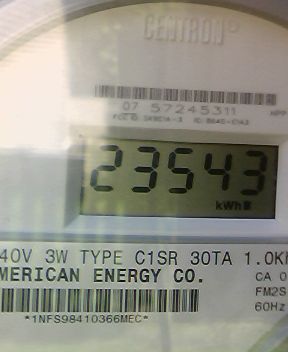 CENTRON®
07 57245311
23543
kWh
40V 3W TYPE C1SR 30TA 1.0K
MERICAN ENERGY CO.
CA 0
FM2S
60Hz
*1NFS98410366MEC*